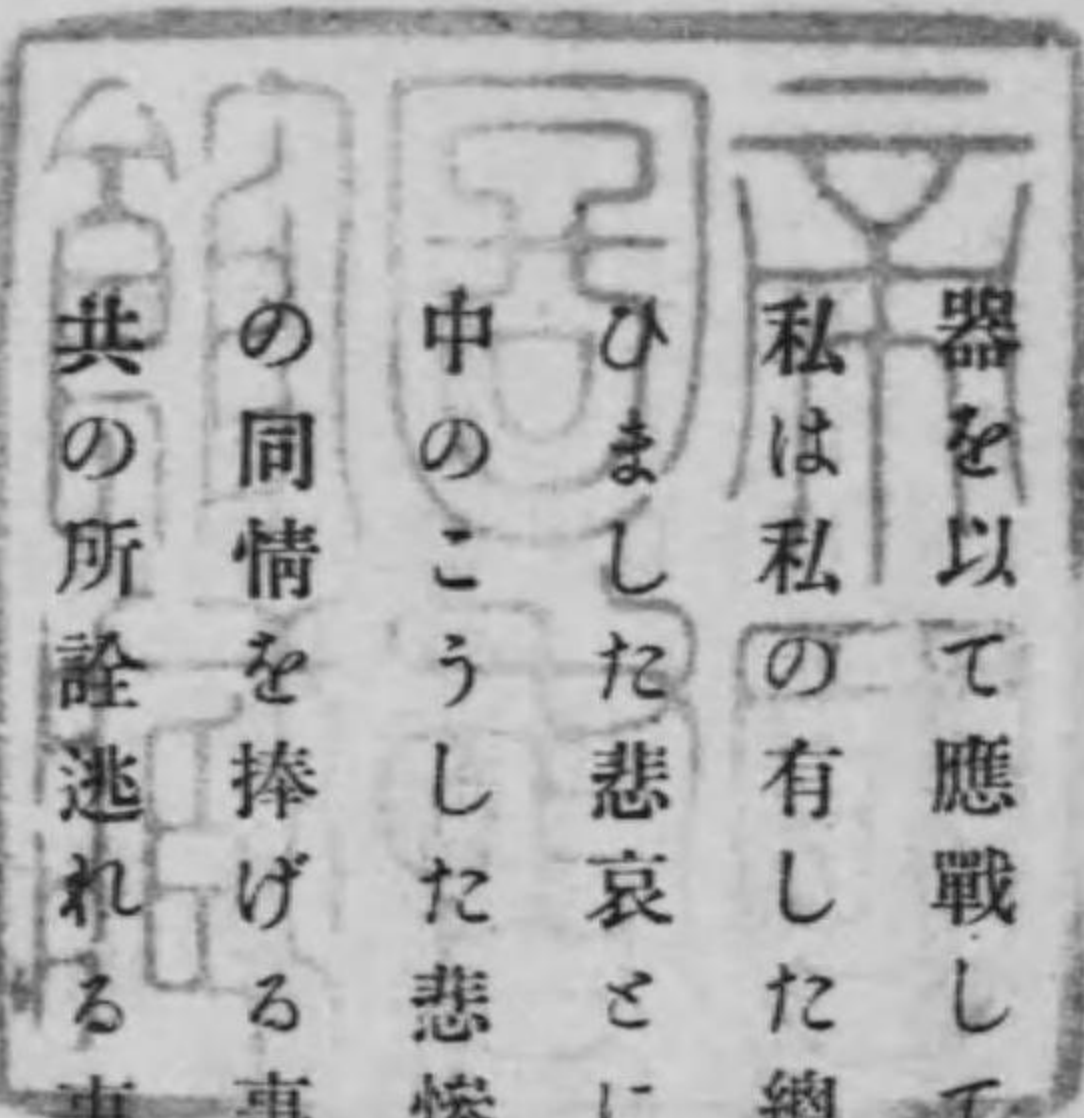 器を以て應戰して
私は私の有した總
ひました悲哀とに
中のこうした悲慘
の同情を捧げる事
共の所詮逃れる事